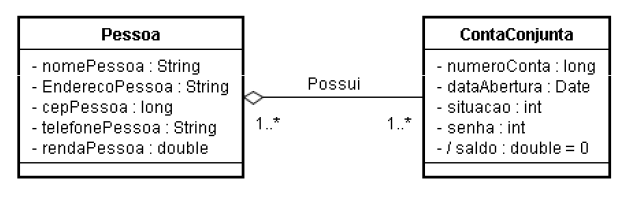 Pessoa
- nomePessoa : String
- EnderecoPessoa : String
- cepPessoa : long
- telefonePessoa : String
- rendaPessoa : double
Possui
1..*
1..*
ContaConjunta
- numeroConta : long
- dataAbertura : Date
- situacao : int
- senha : int
- / saldo : double = 0